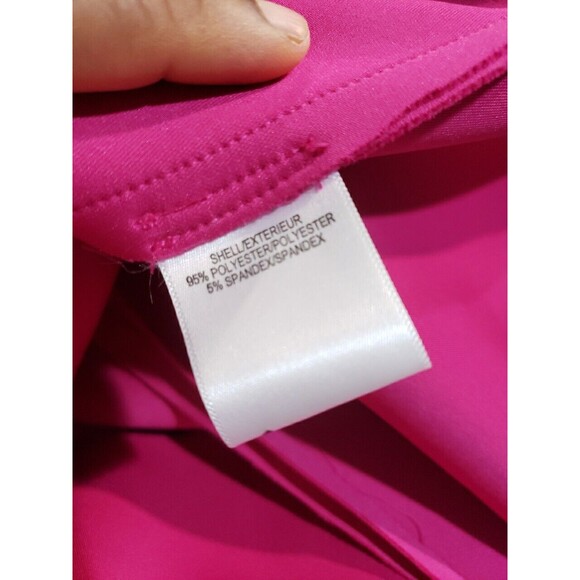 SHELL/EXTERIEUR
95% POLYESTER/POLYESTER
5% SPANDEX/SPANDEX